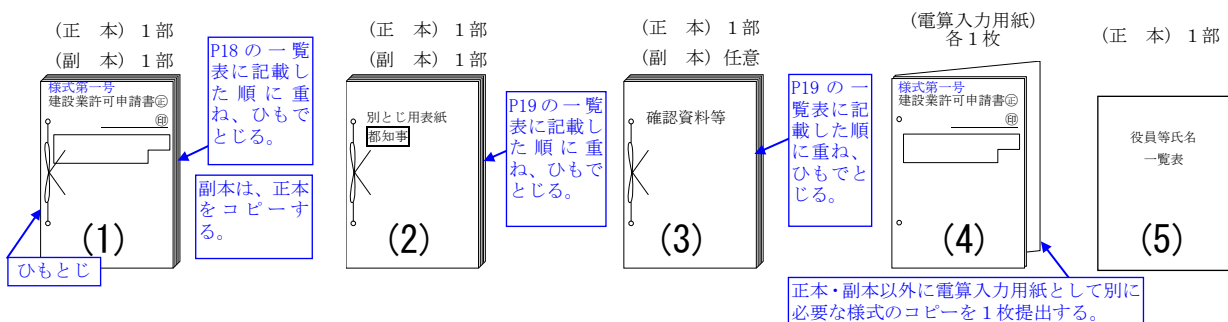 （正　本）１部
（副　本）１部
様式第一号
建設業許可申請書㊣
㊞
(1)
ひもとじ
P18 の一覧
表に記載し
た順に重
ね、ひもで
とじる。
副本は、正本
をコピーす
る。
（正　本）１部
（副　本）１部
別とじ用表紙
都知事
(2)
P19 の一覧
表に記載し
た順に重
ね、ひもで
とじる。
（正　本）１部
（副　本）任意
確認資料等
(3)
P19 の一
覧表に記
載した順
に重ね、
ひもでと
じる。
（電算入力用紙）
各１枚
様式第一号
建設業許可申請書㊣
㊞
(4)
正本・副本以外に電算入力用紙として別に
必要な様式のコピーを１枚提出する。
（正　本）１部
役員等氏名
一覧表
(5)